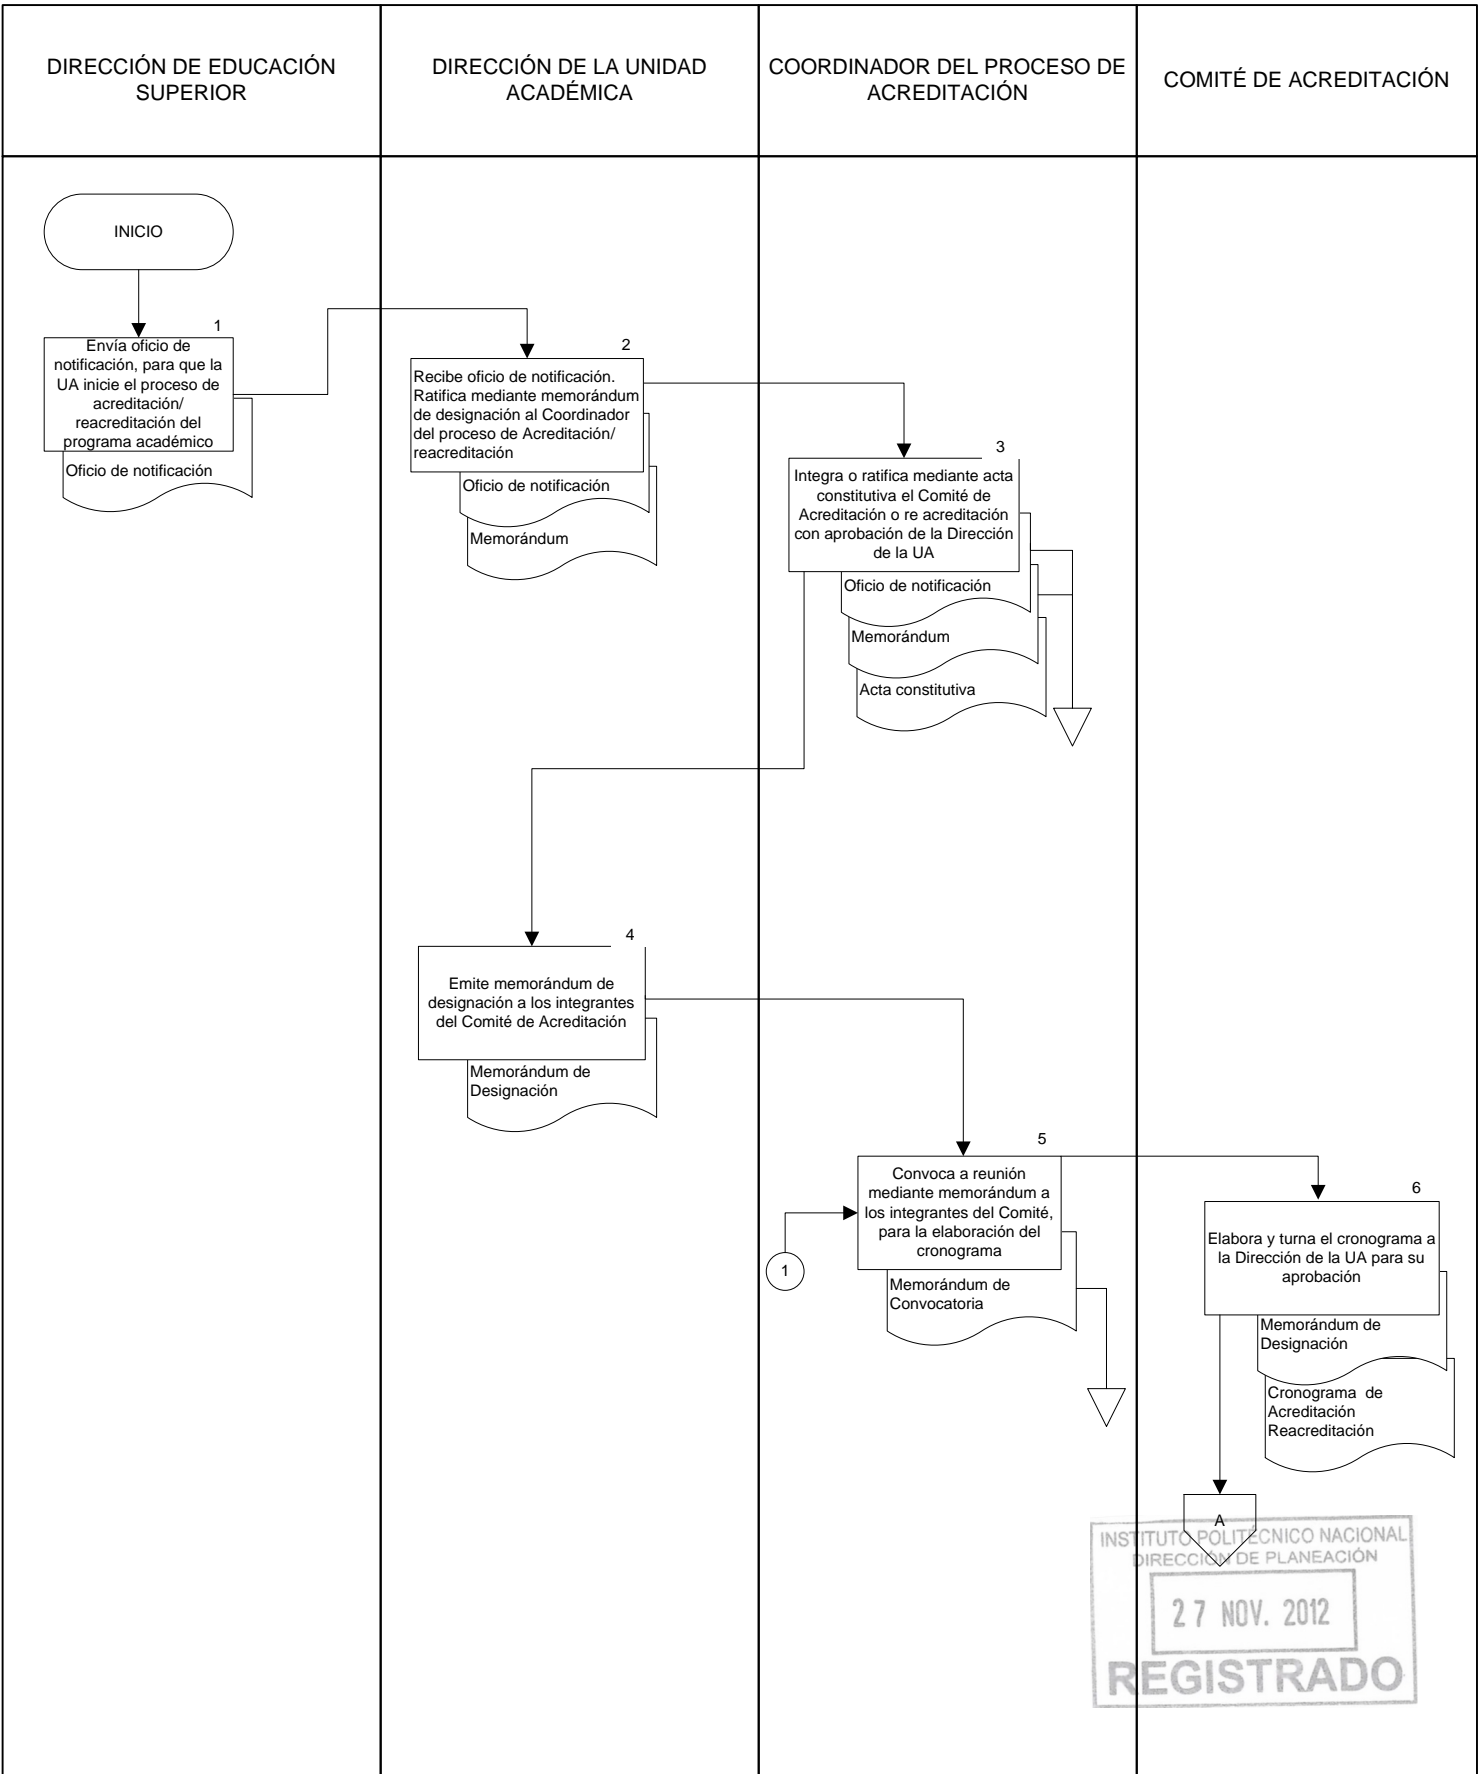 DIRECCIÓN DE EDUCACIÓN
SUPERIOR
DIRECCIÓN DE LA UNIDAD
ACADÉMICA
COORDINADOR DEL PROCESO DE
ACREDITACIÓN
COMITÉ DE ACREDITACIÓN
INICIO
1
Envía oficio de
notificación, para que la
UA inicie el proceso de
acreditación/
reacreditación del
programa académico
Oficio de notificación
2
Recibe oficio de notificación.
Ratifica mediante memorándum
de designación al Coordinador
del proceso de Acreditación/
reacreditación
Oficio de notificación
Memorándum
3
Integra o ratifica mediante acta
constitutiva el Comité de
Acreditación o re acreditación
con aprobación de la Dirección
de la UA
Oficio de notificación
Memorándum
Acta constitutiva
4
Emite memorándum de
designación a los integrantes
del Comité de Acreditación
Memorándum de
Designación
5
Convoca a reunión
mediante memorándum a
los integrantes del Comité,
para la elaboración del
cronograma
1
Memorándum de
Convocatoria
6
Elabora y turna el cronograma a
la Dirección de la UA para su
aprobación
Memorándum de
Designación
Cronograma de
Acreditación
Reacreditación
A
INSTITUTO POLITÉCNICO NACIONAL
DIRECCIÓN DE PLANEACIÓN
27 NOV. 2012
REGISTRADO